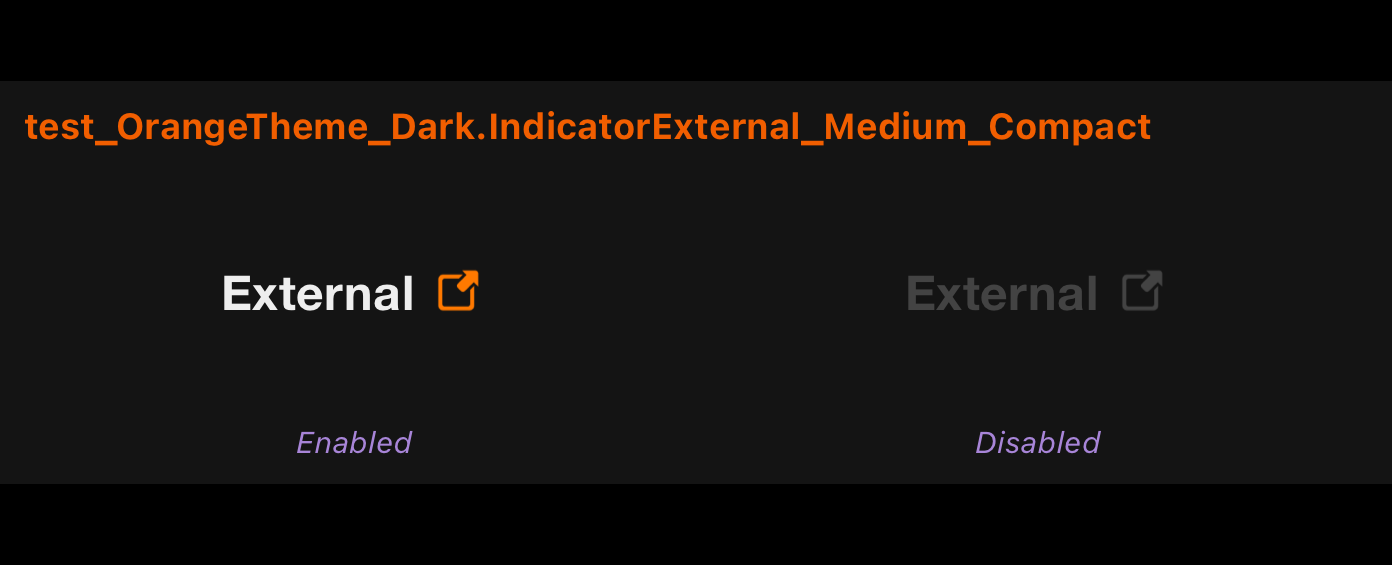 test_OrangeTheme_Dark.IndicatorExternal_Medium_Compact
External External
Enabled Disabled